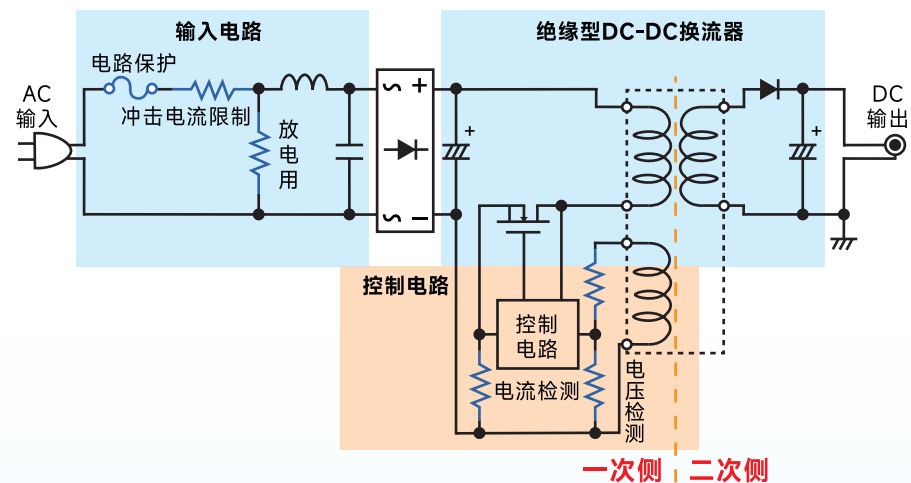 输入电路
绝缘型DC-DC换流器
电路保护
AC
输入
冲击电流限制
放
电
用
~ +
~ −
+
+
DC
输出
控制电路
控制
电路
电流检测
电
压
检
测
一次侧 二次侧